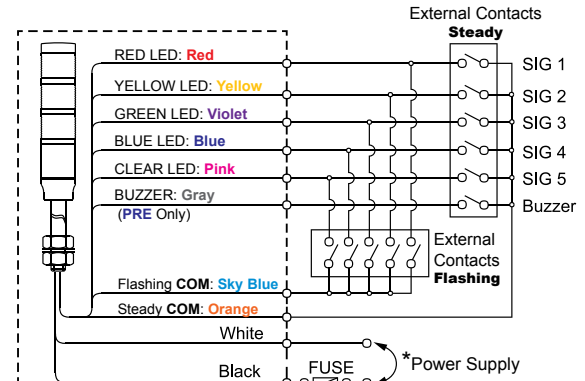 External Contacts
Steady
RED LED: Red
SIG 1
YELLOW LED: Yellow
SIG 2
GREEN LED: Violet
SIG 3
BLUE LED: Blue
SIG 4
CLEAR LED: Pink
SIG 5
BUZZER: Gray
(PRE Only)
Buzzer
External
Contacts
Flashing
Flashing COM: Sky Blue
Steady COM: Orange
White
*Power Supply
Black
FUSE